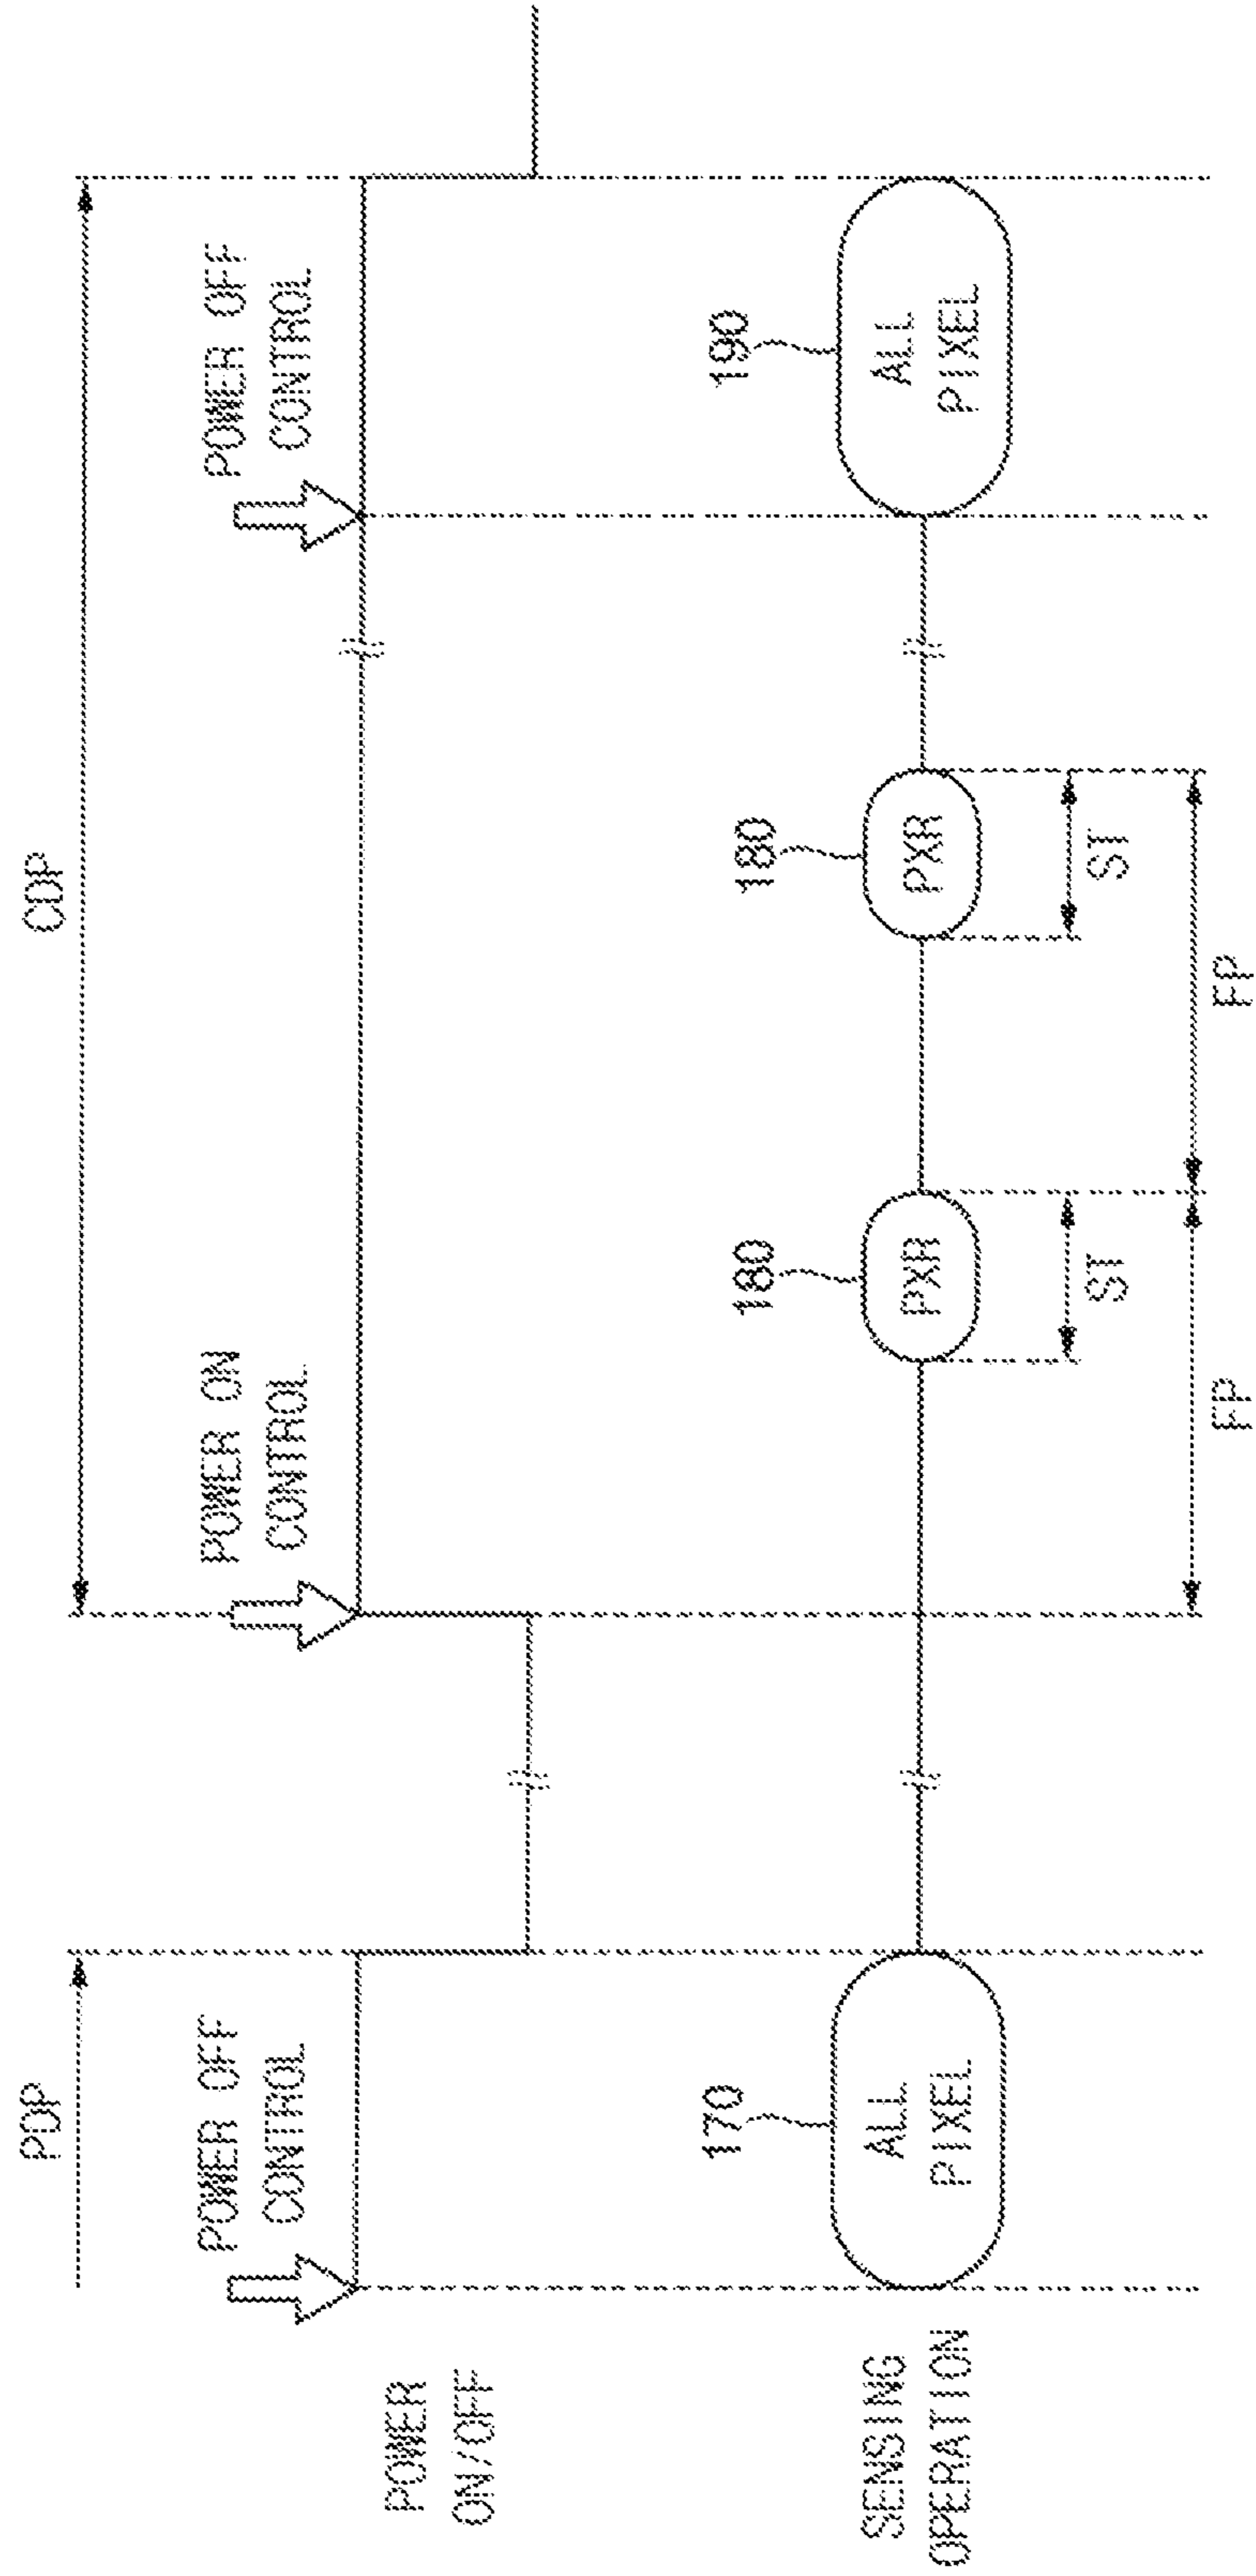 PDP
CDP
POWER OFF
CONTROL
POWER ON
CONTROL
POWER OFF
CONTROL
POWER
ON/OFF
170
180
180
190
SENSING
OPERATION
ALL
PIXEL
PXR
PXR
ALL
PIXEL
ST
ST
FP
FP